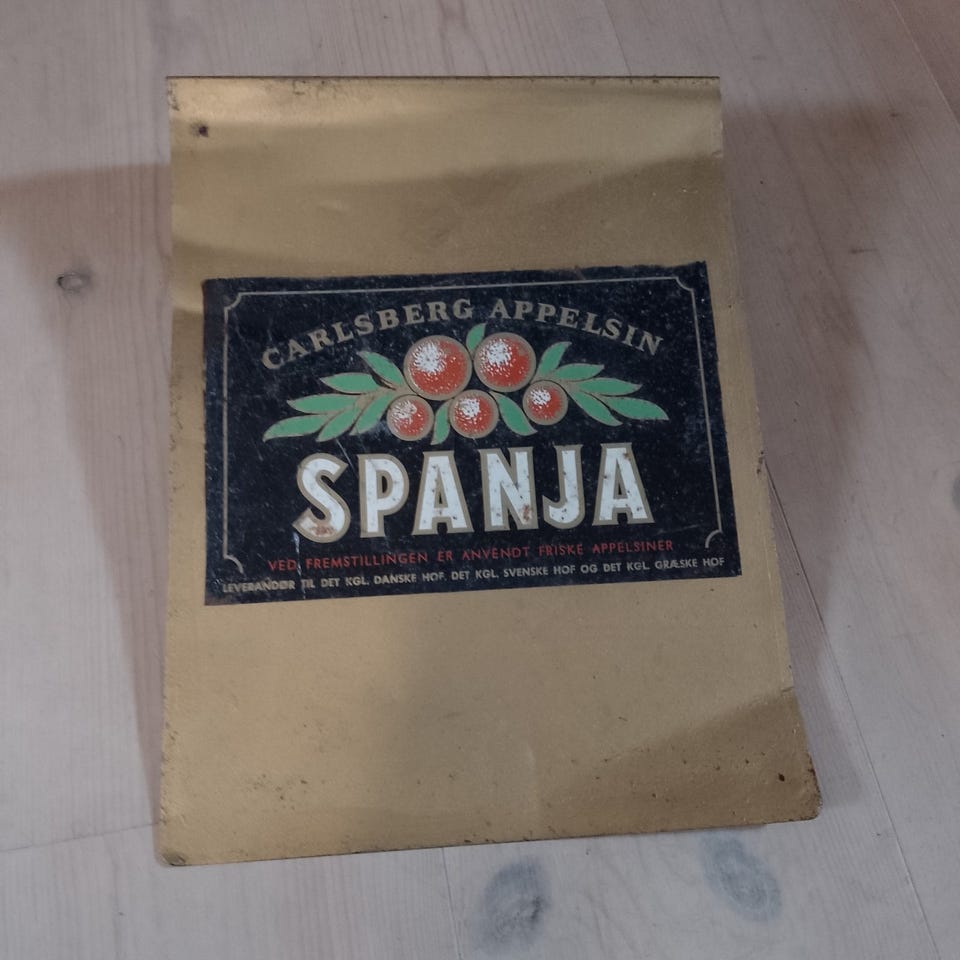 CARLSBERG APPELSIN
SPANJA
VED FREMSTILLINGEN ER ANVENDT FRISKE APPELSINER
LEVERANDØR TIL DET KGL. DANSKE HOF, DET KGL. SVENSKE HOF OG DET KGL. GRÆSKE HOF